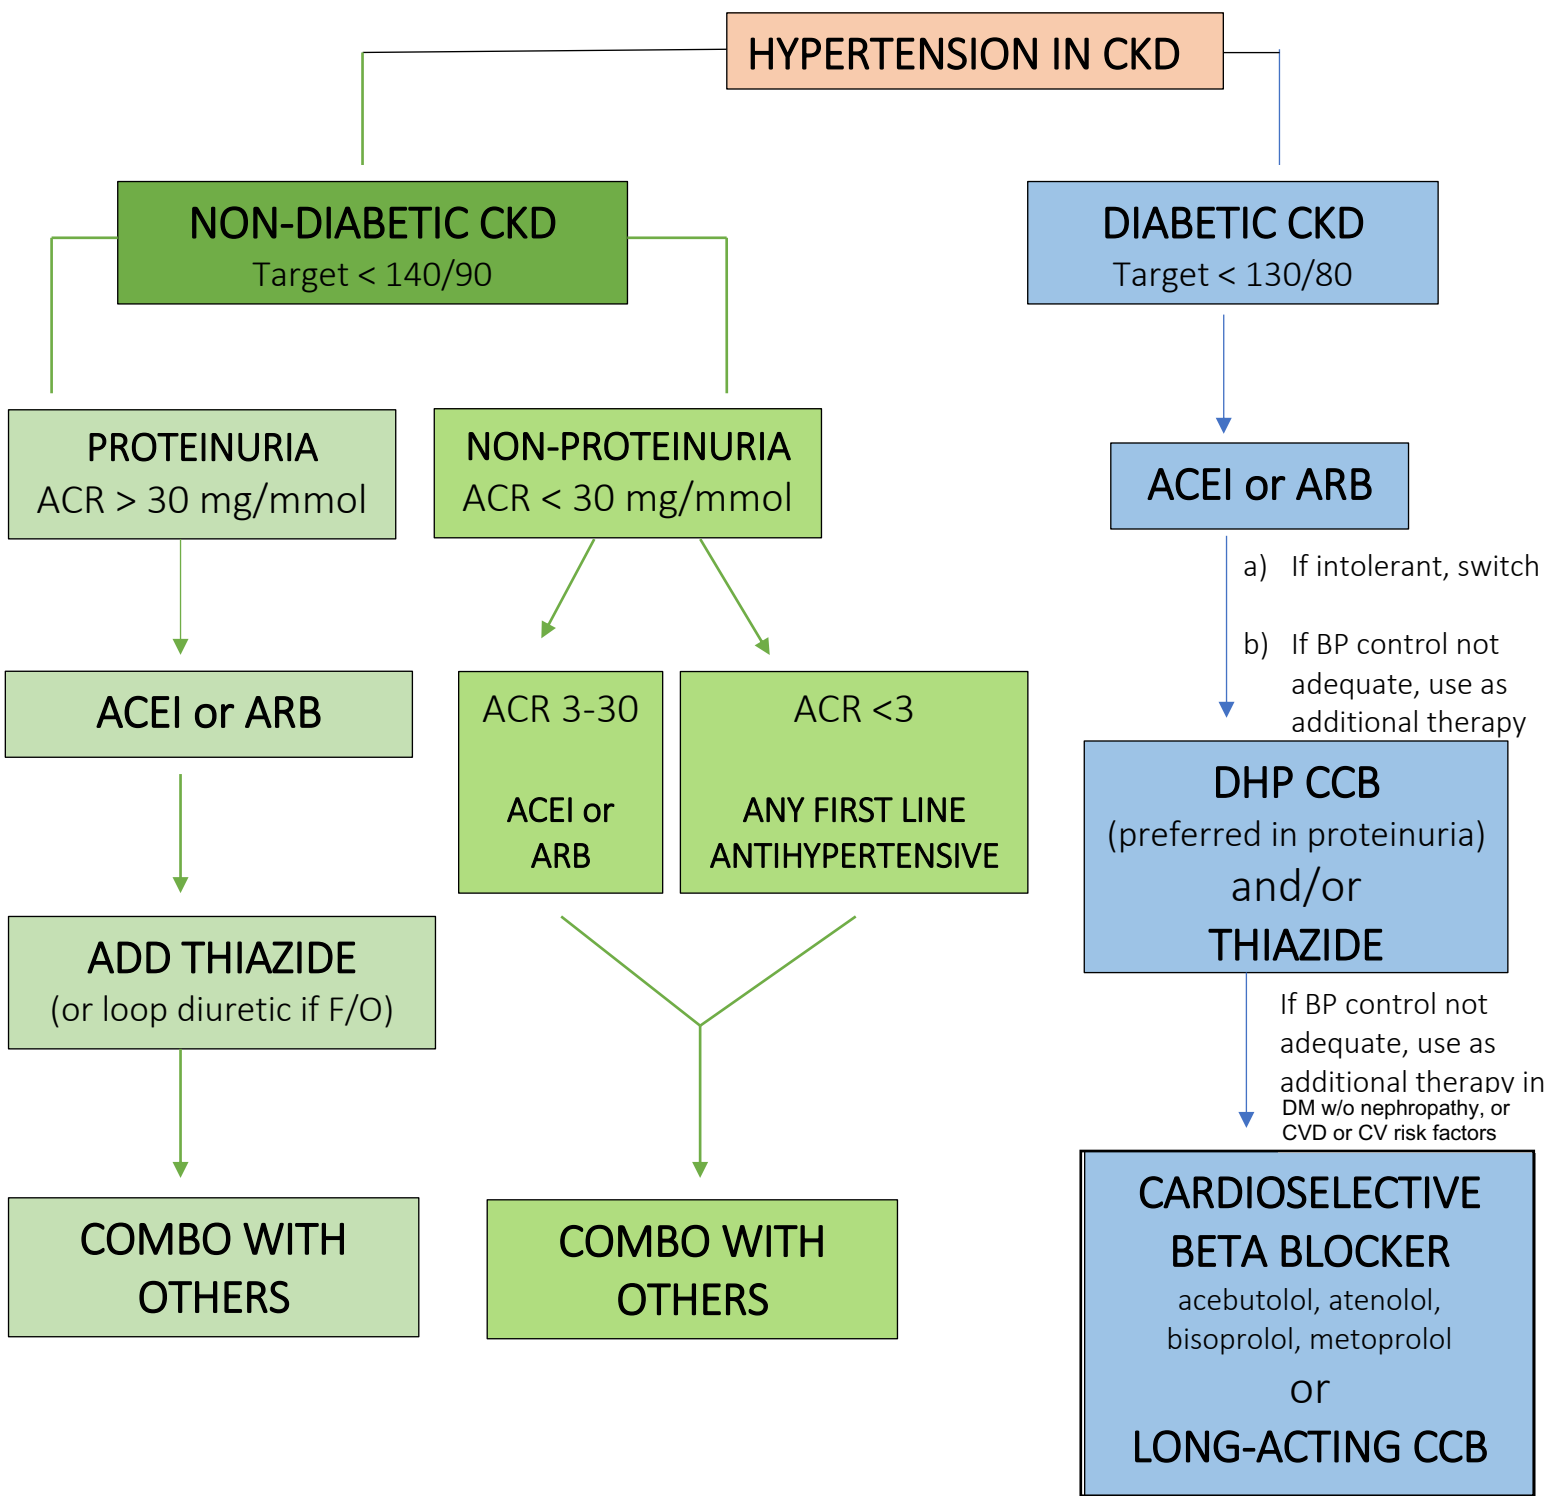 HYPERTENSION IN CKD
NON-DIABETIC CKD
Target < 140/90
PROTEINURIA
ACR > 30 mg/mmol
ACEI or ARB
ADD THIAZIDE
(or loop diuretic if F/O)
COMBO WITH
OTHERS
NON-PROTEINURIA
ACR < 30 mg/mmol
ACR 3-30
ACEI or
ARB
ACR <3
ANY FIRST LINE
ANTIHYPERTENSIVE
COMBO WITH
OTHERS
DIABETIC CKD
Target < 130/80
ACEI or ARB
a) If intolerant, switch
b) If BP control not
adequate, use as
additional therapy
DHP CCB
(preferred in proteinuria)
and/or
THIAZIDE
If BP control not
adequate, use as
additional therapy in
DM w/o nephropathy, or
CVD or CV risk factors
CARDIOSELECTIVE
BETA BLOCKER
acebutolol, atenolol,
bisoprolol, metoprolol
or
LONG-ACTING CCB